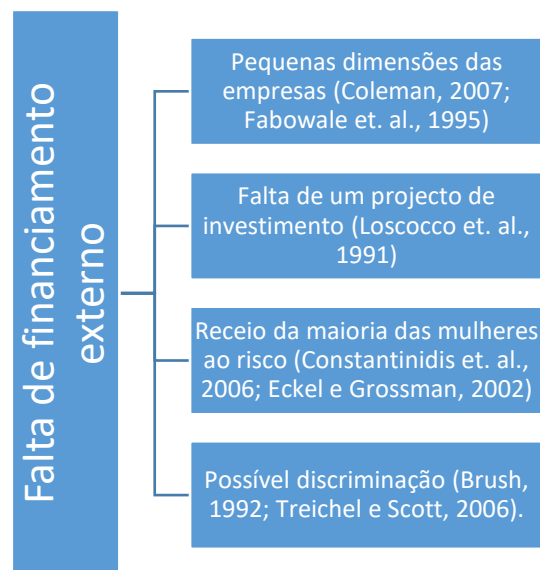 Falta de financiamento
externo
Pequenas dimensões das
empresas (Coleman, 2007;
Fabowale et. al., 1995)
Falta de um projecto de
investimento (Loscocco et. al.,
1991)
Receio da maioria das mulheres
ao risco (Constantinidis et. al.,
2006; Eckel e Grossman, 2002)
Possível discriminação (Brush,
1992; Treichel e Scott, 2006).